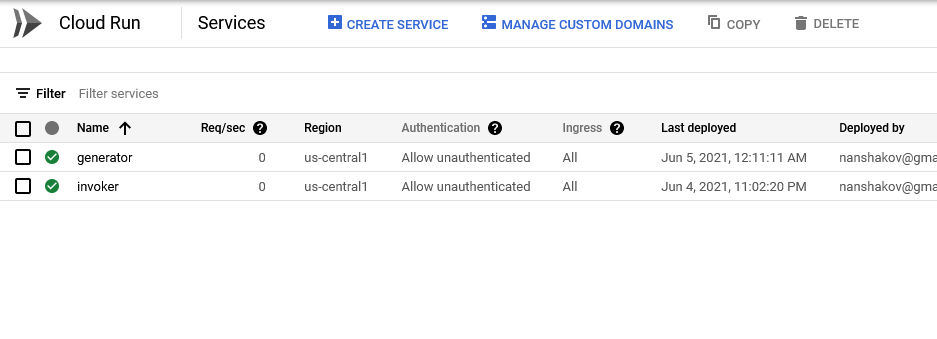 Cloud Run Services CREATE SERVICE MANAGE CUSTOM DOMAINS COPY DELETE
Filter Filter services
Name Req/sec Region Authentication Ingress Last deployed Deployed by
generator 0 us-central1 Allow unauthenticated All Jun 5, 2021, 12:11:11 AM nanshakov@gma
invoker 0 us-central1 Allow unauthenticated All Jun 4, 2021, 11:02:20 PM nanshakov@gma